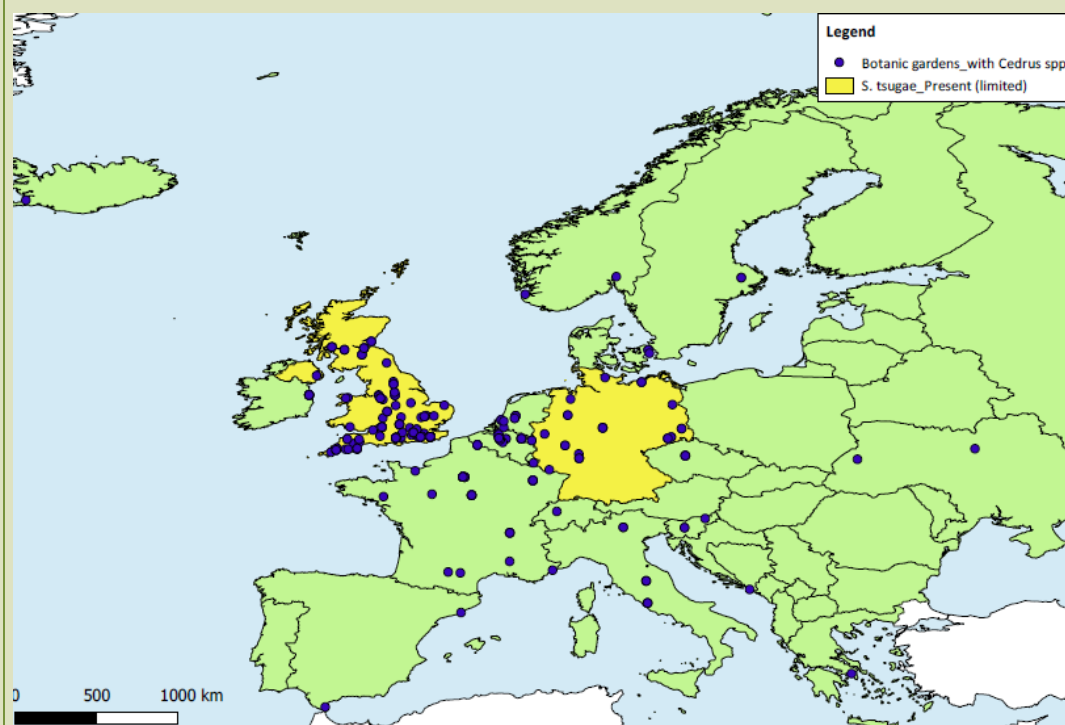 Legend
Botanic gardens_with Cedrus spp
S. tsugae_Present (limited)
0 500 1000 km